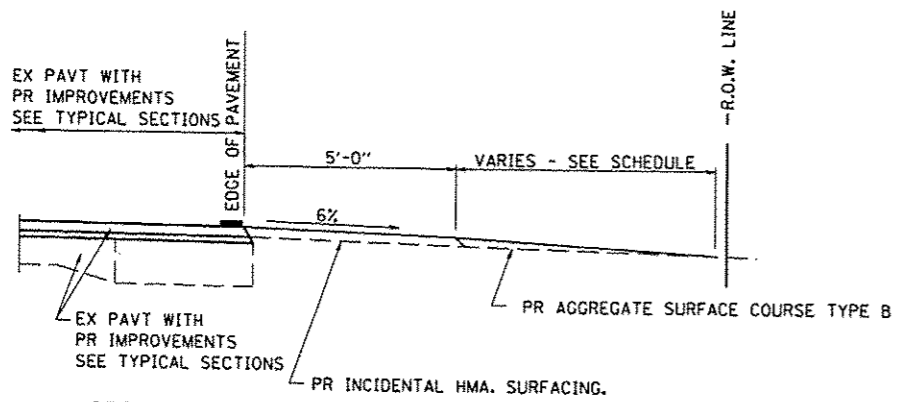 EX PAVT WITH
PR IMPROVEMENTS
SEE TYPICAL SECTIONS
EDGE OF PAVEMENT
5'-0"
VARIES - SEE SCHEDULE
R.O.W. LINE
6%
PR AGGREGATE SURFACE COURSE TYPE B
EX PAVT WITH
PR IMPROVEMENTS
SEE TYPICAL SECTIONS
PR INCIDENTAL HMA. SURFACING.